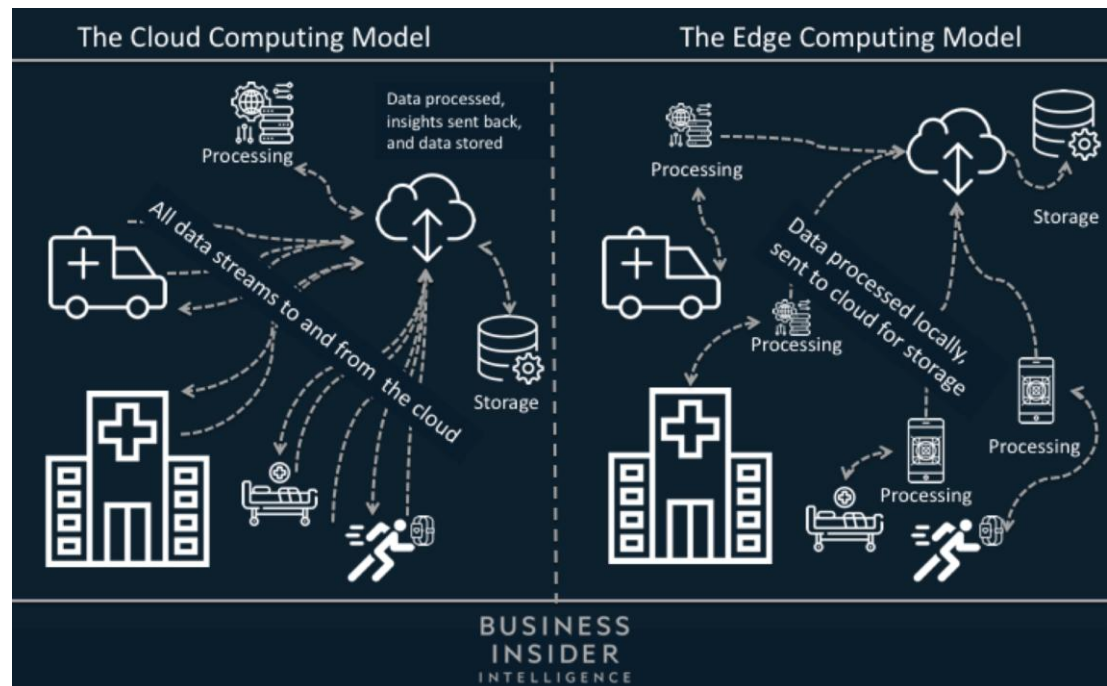 The Cloud Computing Model
Data processed,
insights sent back,
and data stored
Processing
All data streams to and from the cloud
Storage
The Edge Computing Model
Processing
Storage
Data processed locally,
sent to cloud for storage
Processing
Processing
Processing
BUSINESS
INSIDER
INTELLIGENCE